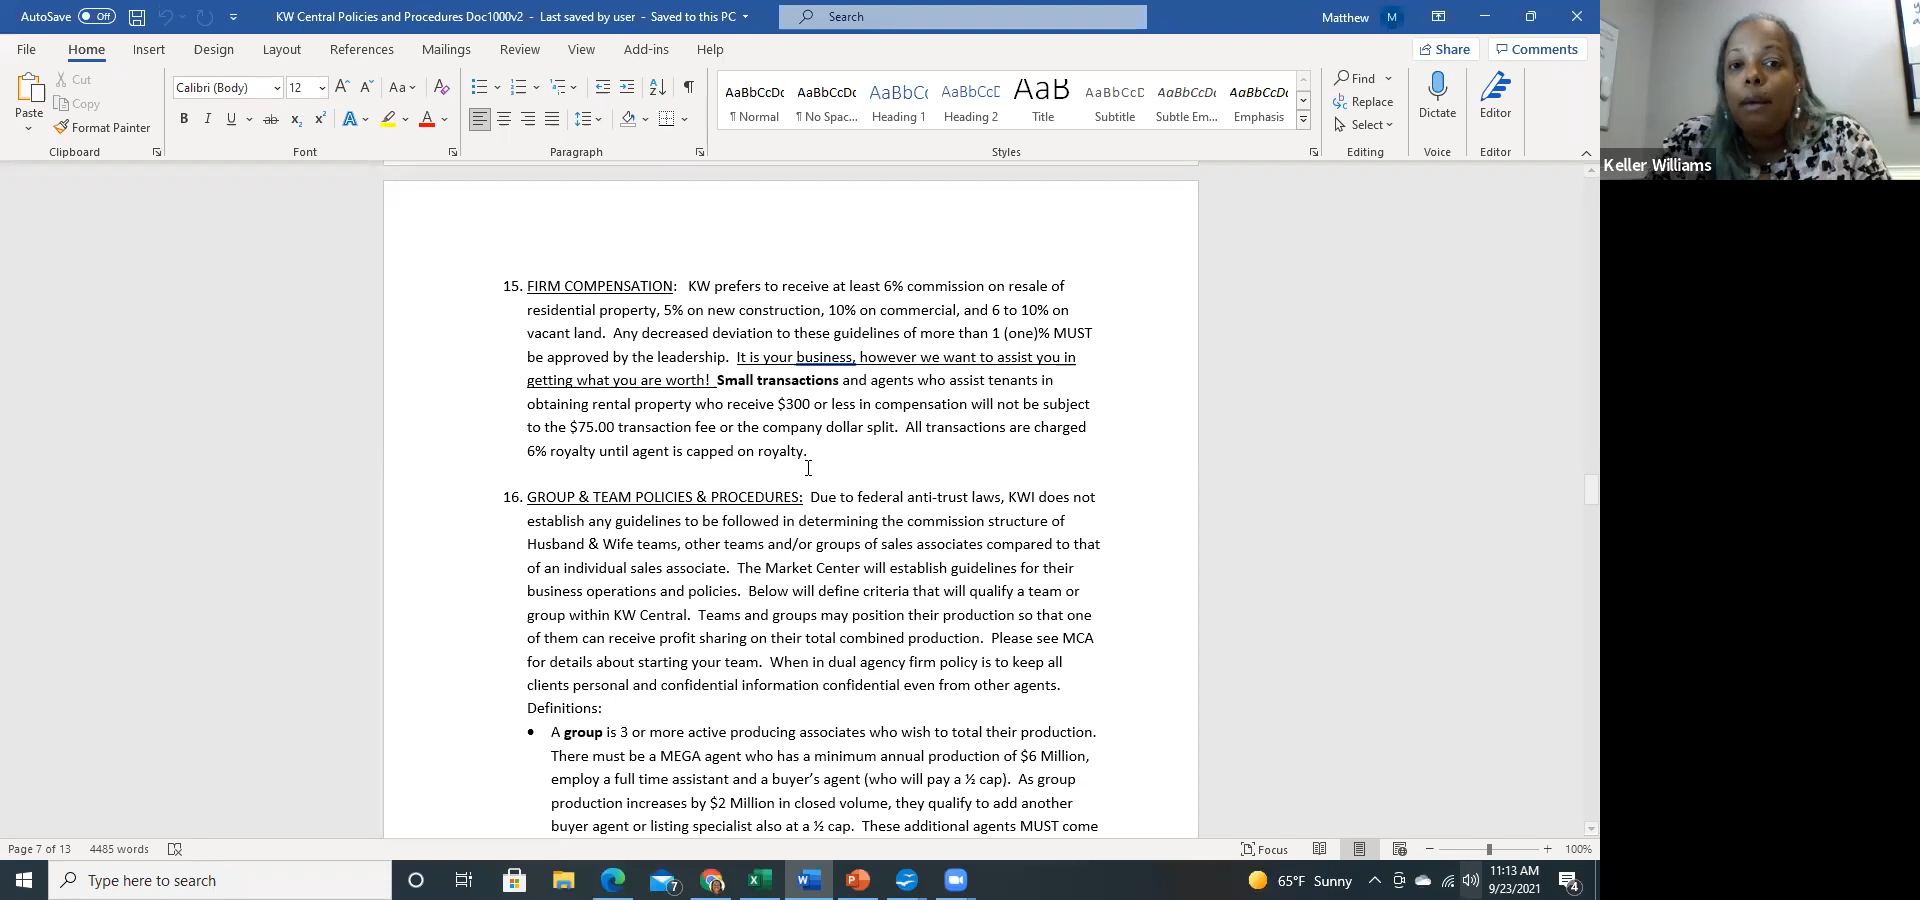 AutoSave Off KW Central Policies and Procedures Doc1000v2 - Last saved by user - Saved to this PC Search Matthew M
File Home Insert Design Layout References Mailings Review View Add-ins Help Share Comments
Paste Cut Copy Format Painter Calibri (Body) 12 A A Aa A
B I U ab x₂ x² A A
AaBbCcDc AaBbCcDc AaBbCc AaBbCcD AaB AaBbCcD AaBbCcDc AaBbCcDc
¶ Normal ¶ No Spac... Heading 1 Heading 2 Title Subtitle Subtle Em... Emphasis
Find Replace Select Dictate Editor
Clipboard Font Paragraph Styles Editing Voice Editor
Keller Williams
15. FIRM COMPENSATION: KW prefers to receive at least 6% commission on resale of
residential property, 5% on new construction, 10% on commercial, and 6 to 10% on
vacant land. Any decreased deviation to these guidelines of more than 1 (one)% MUST
be approved by the leadership. It is your business, however we want to assist you in
getting what you are worth! Small transactions and agents who assist tenants in
obtaining rental property who receive $300 or less in compensation will not be subject
to the $75.00 transaction fee or the company dollar split. All transactions are charged
6% royalty until agent is capped on royalty.
16. GROUP & TEAM POLICIES & PROCEDURES: Due to federal anti-trust laws, KWI does not
establish any guidelines to be followed in determining the commission structure of
Husband & Wife teams, other teams and/or groups of sales associates compared to that
of an individual sales associate. The Market Center will establish guidelines for their
business operations and policies. Below will define criteria that will qualify a team or
group within KW Central. Teams and groups may position their production so that one
of them can receive profit sharing on their total combined production. Please see MCA
for details about starting your team. When in dual agency firm policy is to keep all
clients personal and confidential information confidential even from other agents.
Definitions:
• A group is 3 or more active producing associates who wish to total their production.
There must be a MEGA agent who has a minimum annual production of $6 Million,
employ a full time assistant and a buyer's agent (who will pay a ½ cap). As group
production increases by $2 Million in closed volume, they qualify to add another
buyer agent or listing specialist also at a ½ cap. These additional agents MUST come
Page 7 of 13 4485 words Focus 100%
Type here to search 7 65°F Sunny 11:13 AM
9/23/2021 4